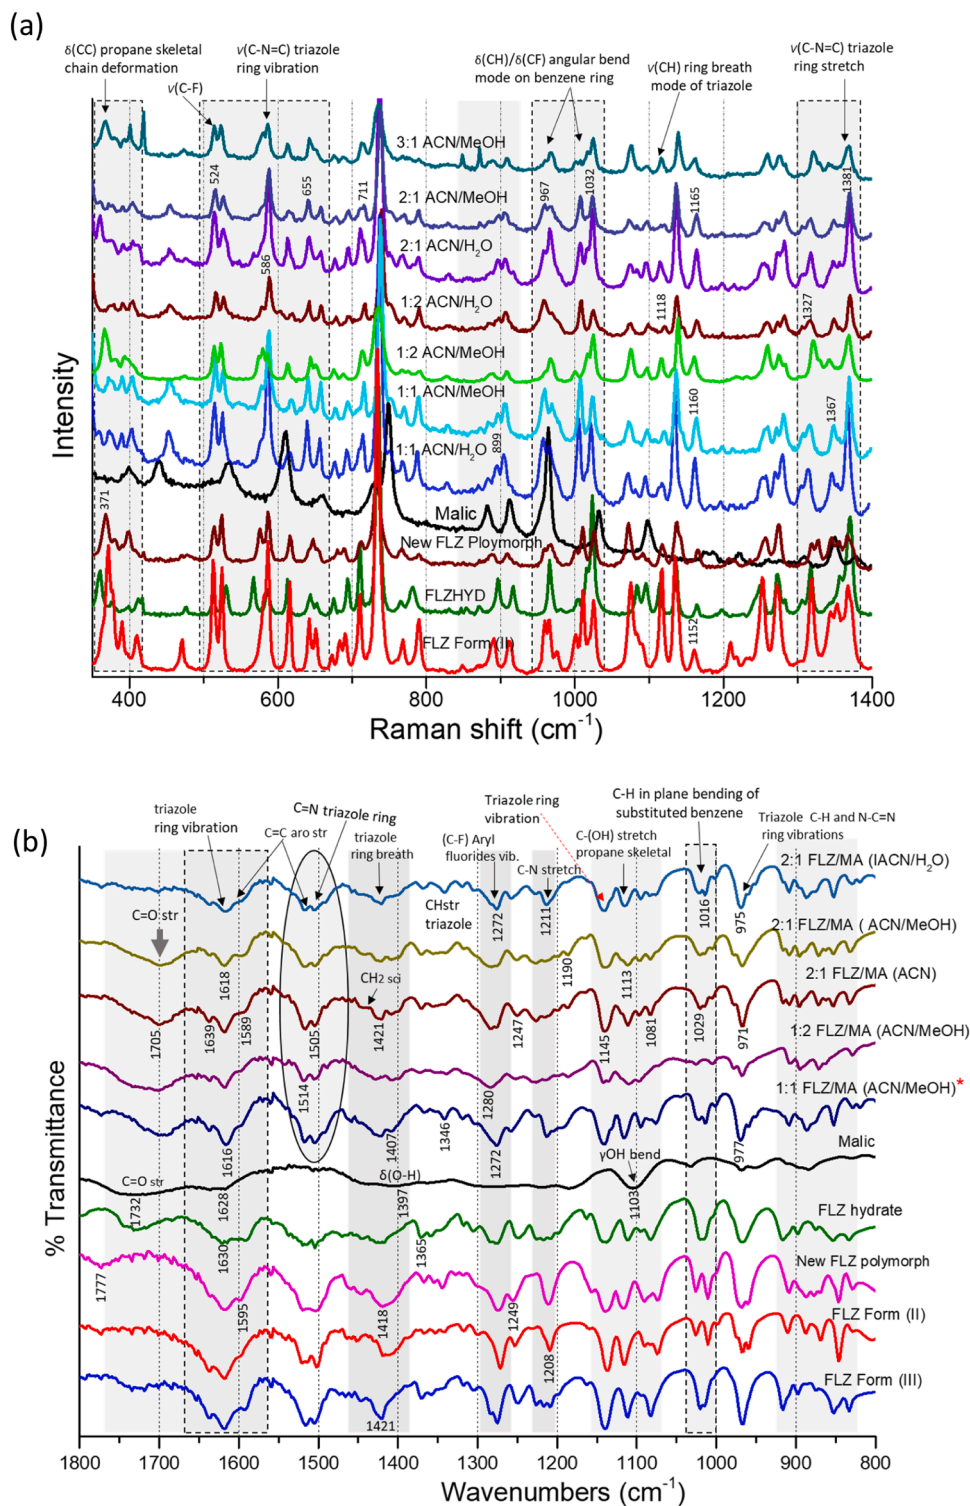 (a)
δ(CC) propane skeletal
chain deformation
ν(C-F)
ν(C-N=C) triazole
ring vibration
δ(CH)/δ(CF) angular bend
mode on benzene ring
ν(CH) ring breath
mode of triazole
ν(C-N=C) triazole
ring stretch
3:1 ACN/MeOH
524
655
711
967
1032
1165
1381
2:1 ACN/MeOH
2:1 ACN/H2O
586
1:2 ACN/H2O
1118
1327
1:2 ACN/MeOH
1:1 ACN/MeOH
1160
1367
1:1 ACN/H2O
899
371
Malic
New FLZ Ploymorph
FLZHYD
1152
FLZ Form (II)
Intensity
400 600 800 1000 1200 1400
Raman shift (cm-1)
(b)
triazole
ring vibration
C=N triazole ring
C=C aro str
triazole
ring breath
Triazole ring
vibration
(C-F) Aryl
fluorides vib.
C-N stretch
C-(OH) stretch
propane skeletal
C-H in plane bending of
substituted benzene
Triazole C-H and N-C=N
ring vibrations
2:1 FLZ/MA (IACN/H2O)
C=O str
CHstr
triazole
1272
1211
1016
975
2:1 FLZ/MA ( ACN/MeOH)
1618
CH2 sci
1190
1113
2:1 FLZ/MA (ACN)
1705
1639
1589
1505
1421
1247
1145
1081
1029
971
1:2 FLZ/MA (ACN/MeOH)
1514
1280
1:1 FLZ/MA (ACN/MeOH)*
1616
1407
1346
1272
977
Malic
C=O str
δ(O-H)
γOH bend
1732
1628
1397
1103
FLZ hydrate
1630
1365
New FLZ polymorph
1777
1595
1418
1249
FLZ Form (II)
1208
FLZ Form (III)
1421
% Transmittance
1800 1700 1600 1500 1400 1300 1200 1100 1000 900 800
Wavenumbers (cm-1)